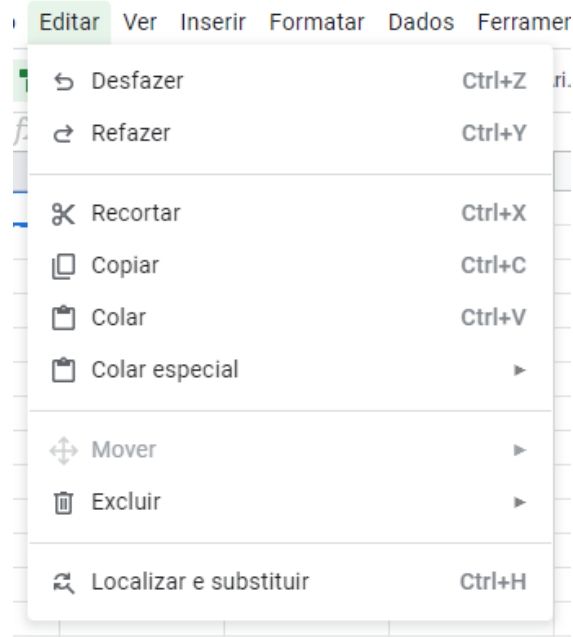 Editar Ver Inserir Formatar Dados Ferramen
Desfazer Ctrl+Z
Refazer Ctrl+Y
Recortar Ctrl+X
Copiar Ctrl+C
Colar Ctrl+V
Colar especial
Mover
Excluir
Localizar e substituir Ctrl+H